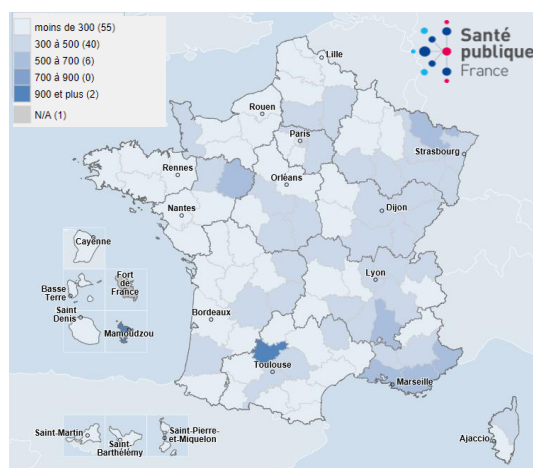 moins de 300 (55)
300 à 500 (40)
500 à 700 (6)
700 à 900 (0)
900 et plus (2)
N/A (1)
Santé
publique
France
Lille
Rouen
Paris
Strasbourg
Rennes
Orléans
Nantes
Dijon
Cayenne
Lyon
Basse
Terre
Fort
de
France
Saint
Denis
Mamoudzou
Bordeaux
Toulouse
Marseille
Saint-Martin
Saint-
Barthélémy
Saint-Pierre
et-Miquelon
Ajaccio